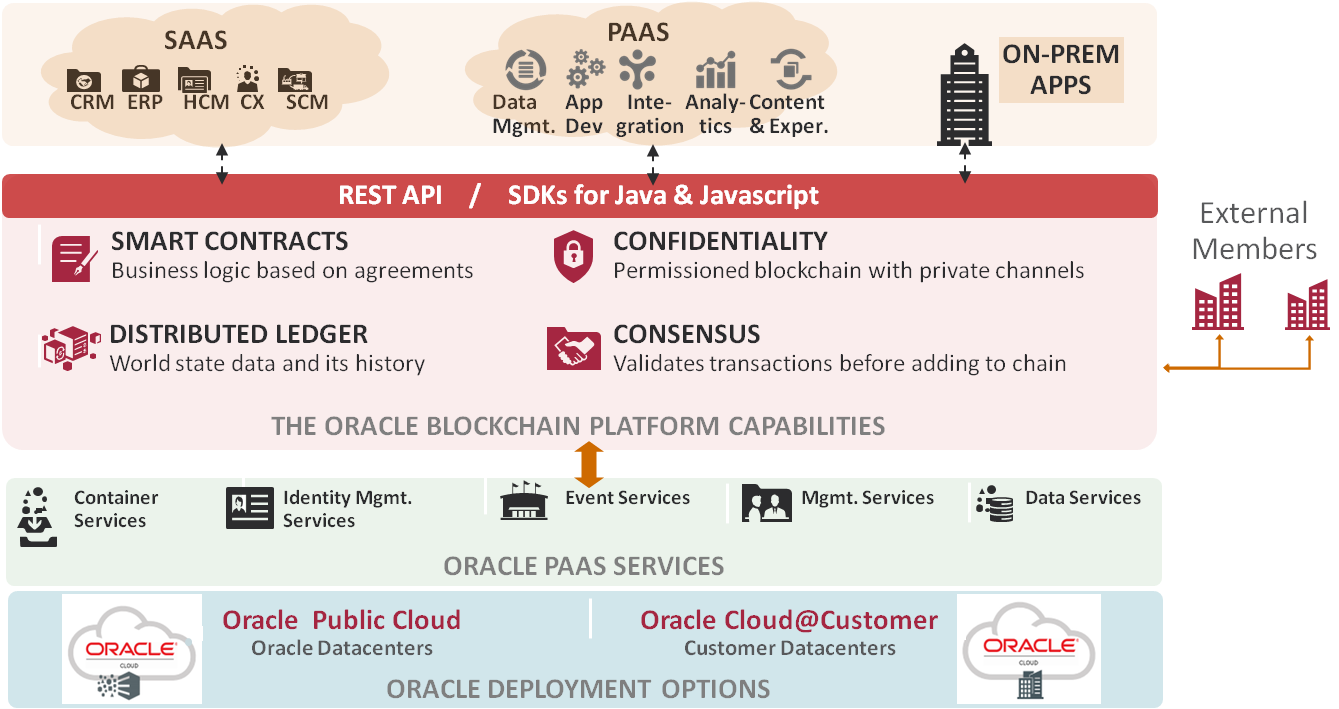 SAAS
CRM ERP HCM CX SCM
PAAS
Data Mgmt.
App Dev
Inte-gration
Analy-tics
Content & Exper.
ON-PREM
APPS
REST API / SDKs for Java & Javascript
SMART CONTRACTS
Business logic based on agreements
CONFIDENTIALITY
Permissioned blockchain with private channels
DISTRIBUTED LEDGER
World state data and its history
CONSENSUS
Validates transactions before adding to chain
THE ORACLE BLOCKCHAIN PLATFORM CAPABILITIES
External
Members
Container
Services
Identity Mgmt.
Services
Event Services
Mgmt. Services
Data Services
ORACLE PAAS SERVICES
ORACLE®
CLOUD
Oracle Public Cloud
Oracle Datacenters
Oracle Cloud@Customer
Customer Datacenters
ORACLE®
CLOUD
ORACLE DEPLOYMENT OPTIONS